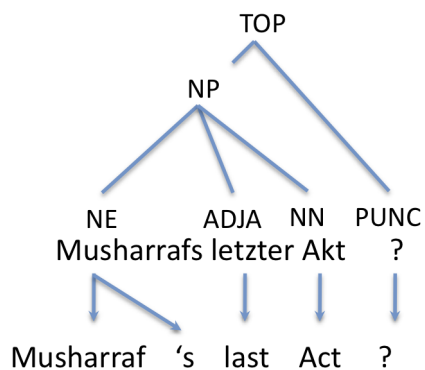 TOP
NP
NE ADJA NN PUNC
Musharrafs letzter Akt ?
Musharraf ‘s last Act ?